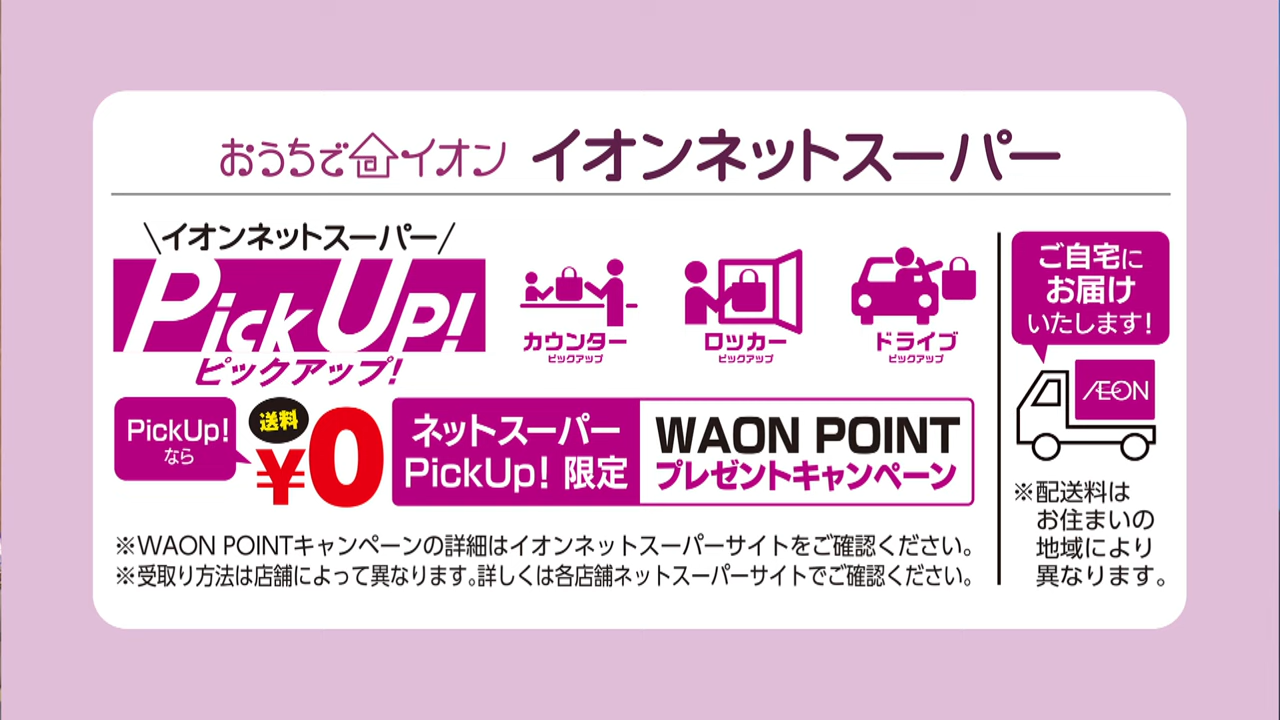 おうちでイオン イオンネットスーパー
\イオンネットスーパー/
PickUp!
ピックアップ!
カウンター
ピックアップ
ロッカー
ピックアップ
ドライブ
ピックアップ
PickUp!
なら
送料
¥0
ネットスーパー
PickUp! 限定
WAON POINT
プレゼントキャンペーン
※WAON POINTキャンペーンの詳細はイオンネットスーパーサイトをご確認ください。
※受取り方法は店舗によって異なります。詳しくは各店舗ネットスーパーサイトでご確認ください。
ご自宅に
お届け
いたします!
ÆON
※配送料は
お住まいの
地域により
異なります。